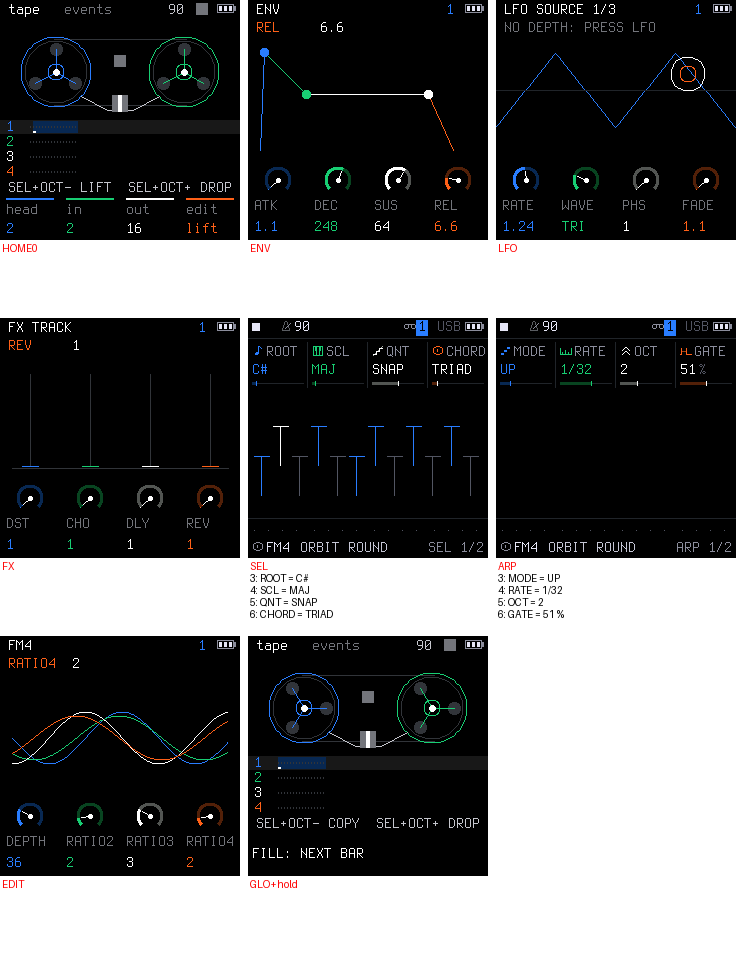 tape events 90
1
2
3
4
SEL+OCT- LIFT SEL+OCT+ DROP
head in out edit
2 2 16 lift
HOME0
ENV 1
REL 6.6
ATK DEC SUS REL
1.1 248 64 6.6
ENV
LFO SOURCE 1/3 1
NO DEPTH: PRESS LFO
RATE WAVE PHS FADE
1.24 TRI 1 1.1
LFO
FX TRACK 1
REV 1
DST CHO DLY REV
1 1 1 1
FX
90 1 USB
ROOT SCL QNT CHORD
C# MAJ SNAP TRIAD
FM4 ORBIT ROUND SEL 1/2
SEL
3: ROOT = C#
4: SCL = MAJ
5: QNT = SNAP
6: CHORD = TRIAD
90 1 USB
MODE RATE OCT GATE
UP 1/32 2 51%
FM4 ORBIT ROUND ARP 1/2
ARP
3: MODE = UP
4: RATE = 1/32
5: OCT = 2
6: GATE = 51%
FM4 1
RATIO4 2
DEPTH RATIO2 RATIO3 RATIO4
36 2 3 2
EDIT
tape events 90
1
2
3
4
SEL+OCT- COPY SEL+OCT+ DROP
FILL: NEXT BAR
GLO+hold